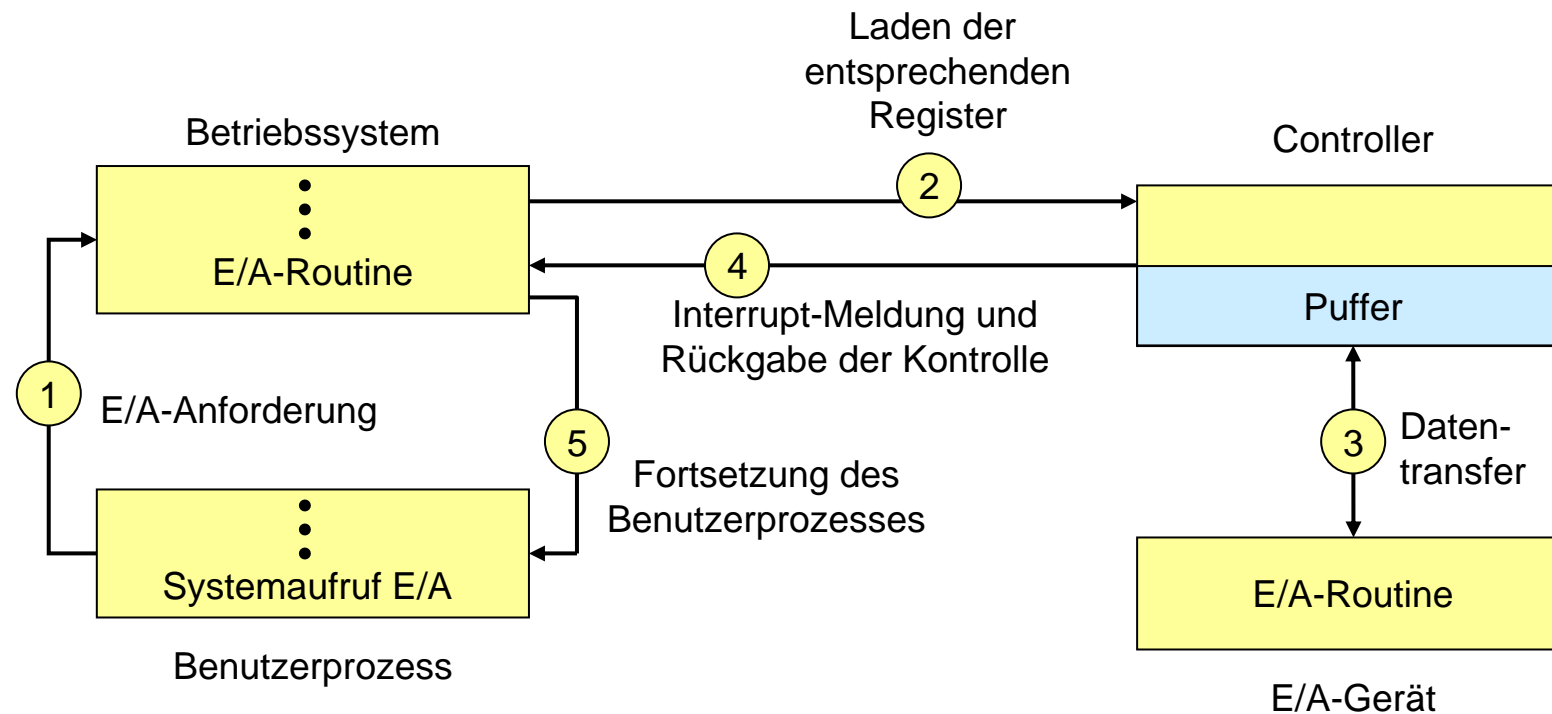 Laden der
entsprechenden
Register
Betriebssystem
Controller
2
E/A-Routine
4
Puffer
Interrupt-Meldung und
Rückgabe der Kontrolle
1
E/A-Anforderung
5
3
Daten-
transfer
Fortsetzung des
Benutzerprozesses
Systemaufruf E/A
E/A-Routine
Benutzerprozess
E/A-Gerät